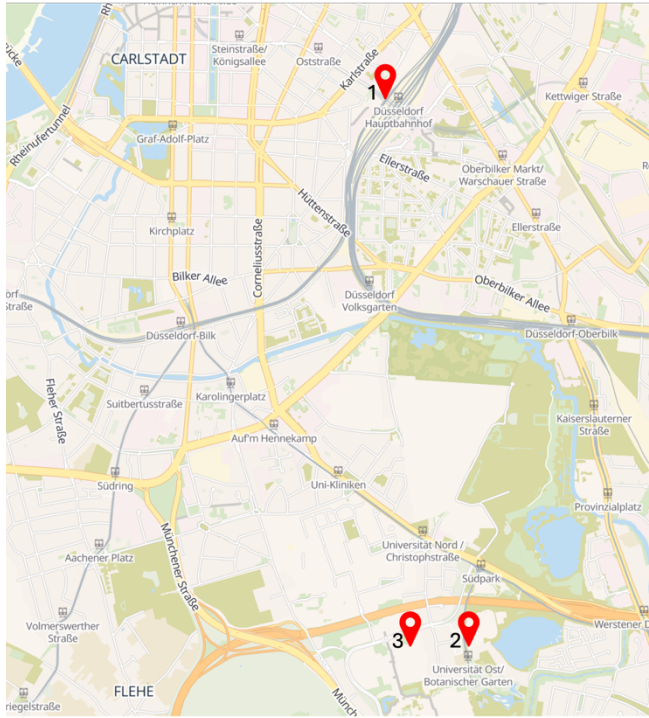 Steinstraße/
Königsallee
CARLSTADT
Oststraße
Karlstraße
Rheinufertunnel
1
Düsseldorf
Hauptbahnhof
Kettwiger Straße
Graf-Adolf-Platz
Ellerstraße
Oberbilker Markt/
Warschauer Straße
Hüttenstraße
Kirchplatz
Corneliusstraße
Ellerstraße
Bilker Allee
Oberbilker Allee
Düsseldorf
Volksgarten
Düsseldorf-Bilk
Düsseldorf-Oberbilk
Fleher Straße
Suitbertusstraße
Karolingerplatz
Kaiserslauterner
Straße
Auf'm Hennekamp
Südring
Uni-Kliniken
Provinzialplatz
Münchener Straße
Aachener Platz
Universität Nord /
Christophstraße
Südpark
Volmerswerther
Straße
Werstener D
3
2
Universität Ost/
Botanischer Garten
FLEHE
riegelstraße
Münch